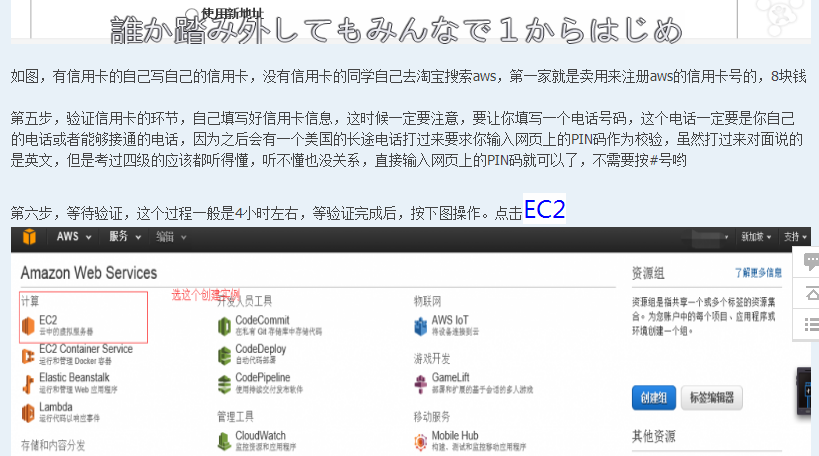 使用新地址
誰か踏み外してもみんなで１からはじめ
如图，有信用卡的自己写自己的信用卡，没有信用卡的同学自己去淘宝搜索aws，第一家就是卖用来注册aws的信用卡号的，8块钱
第五步，验证信用卡的环节，自己填写好信用卡信息，这时候一定要注意，要让你填写一个电话号码，这个电话一定要是你自己
的电话或者能够接通的电话，因为之后会有一个美国的长途电话打过来要求你输入网页上的PIN码作为校验，虽然打过来对面说的
是英文，但是考过四级的应该都听得懂，听不懂也没关系，直接输入网页上的PIN码就可以了，不需要按#号哟
第六步，等待验证，这个过程一般是4小时左右，等验证完成后，按下图操作。点击EC2
AWS 服务 编辑 新加坡 支持
Amazon Web Services
资源组 了解更多信息
选这个创建实例
计算 开发人员工具 物联网
资源组是指共享一个或多个标签的资源集
合。为您账户中的每个项目、应用程序或
环境创建一个组。
EC2 CodeCommit AWS IoT
云中的虚拟服务器 在私有 Git 存储库中存储代码 将设备连接到云
EC2 Container Service CodeDeploy 游戏开发
运行和管理 Docker 容器 自动代码部署
Elastic Beanstalk CodePipeline GameLift
运行和管理 Web 应用程序 使用持续交付发布软件 部署和扩展的基于会话的多人游戏
创建组 标签编辑器
Lambda 管理工具 移动服务
运行代码以响应事件
CloudWatch Mobile Hub
监控资源和应用程序 构建、测试和监控移动应用程序
其他资源
存储和内容分发